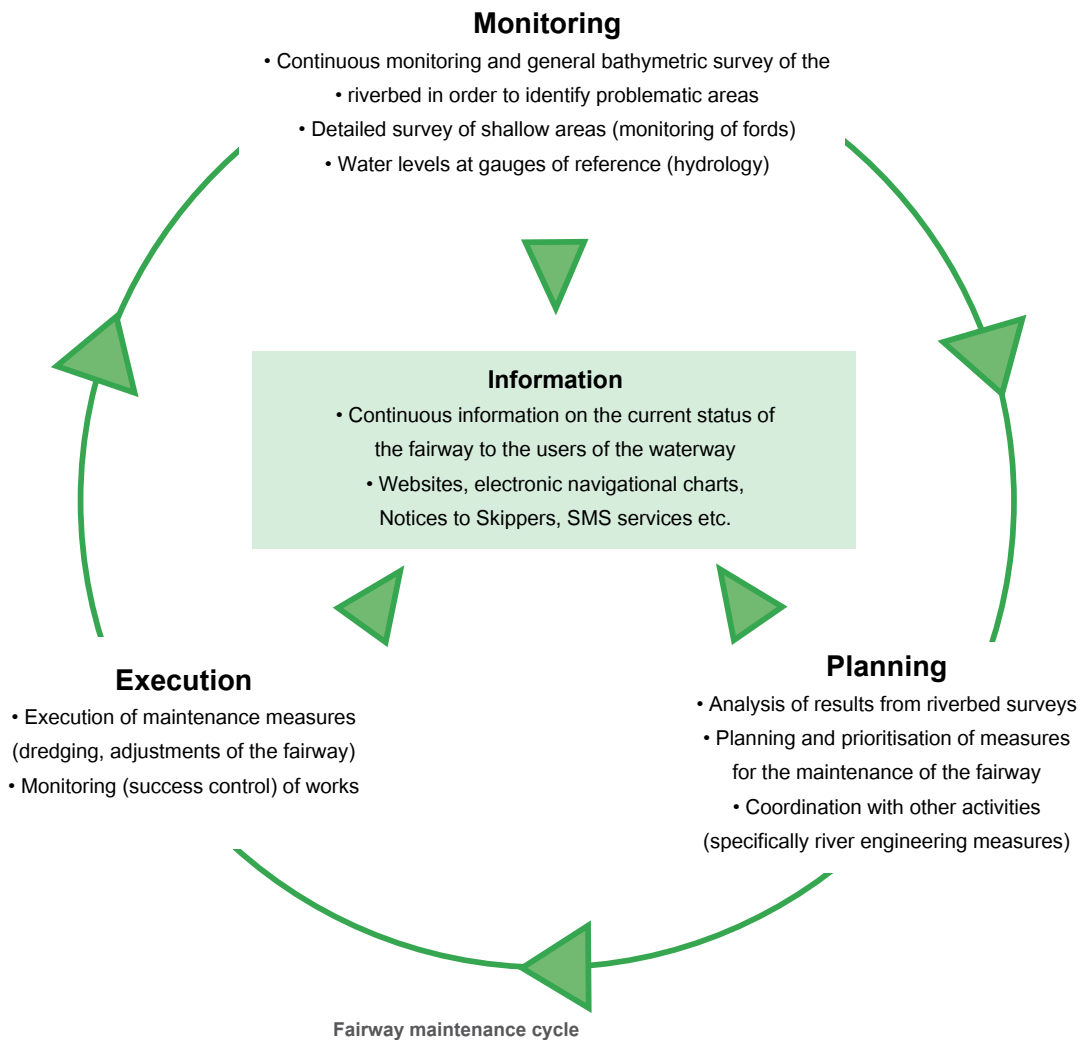 Monitoring
• Continuous monitoring and general bathymetric survey of the
• riverbed in order to identify problematic areas
• Detailed survey of shallow areas (monitoring of fords)
• Water levels at gauges of reference (hydrology)
Information
• Continuous information on the current status of
the fairway to the users of the waterway
• Websites, electronic navigational charts,
Notices to Skippers, SMS services etc.
Execution
• Execution of maintenance measures
(dredging, adjustments of the fairway)
• Monitoring (success control) of works
Planning
• Analysis of results from riverbed surveys
• Planning and prioritisation of measures
for the maintenance of the fairway
• Coordination with other activities
(specifically river engineering measures)
Fairway maintenance cycle